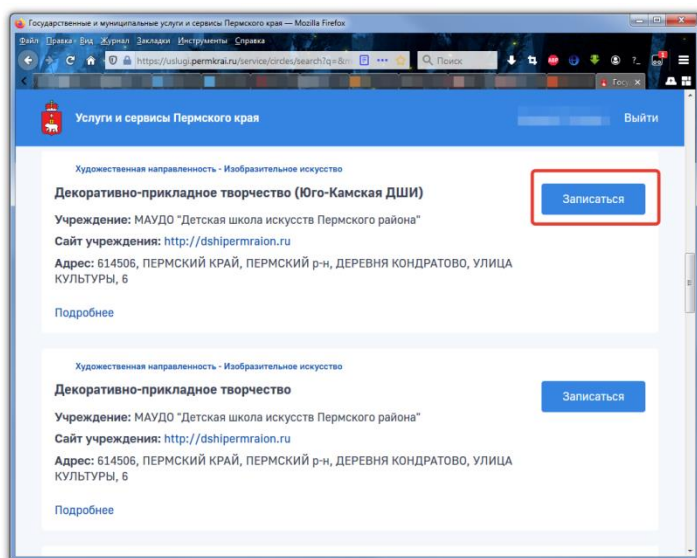 Государственные и муниципальные услуги и сервисы Пермского края — Mozilla Firefox
Файл Правка Вид Журнал Закладки Инструменты Справка
https://uslugi.permkrai.ru/service/circles/search?q=& Поиск
Услуги и сервисы Пермского края Выйти
Художественная направленность - Изобразительное искусство
Декоративно-прикладное творчество (Юго-Камская ДШИ)
Записаться
Учреждение: МАУДО "Детская школа искусств Пермского района"
Сайт учреждения: http://dshipermraion.ru
Адрес: 614506, ПЕРМСКИЙ КРАЙ, ПЕРМСКИЙ р-н, ДЕРЕВНЯ КОНДРАТОВО, УЛИЦА
КУЛЬТУРЫ, 6
Подробнее
Художественная направленность - Изобразительное искусство
Декоративно-прикладное творчество
Записаться
Учреждение: МАУДО "Детская школа искусств Пермского района"
Сайт учреждения: http://dshipermraion.ru
Адрес: 614506, ПЕРМСКИЙ КРАЙ, ПЕРМСКИЙ р-н, ДЕРЕВНЯ КОНДРАТОВО, УЛИЦА
КУЛЬТУРЫ, 6
Подробнее